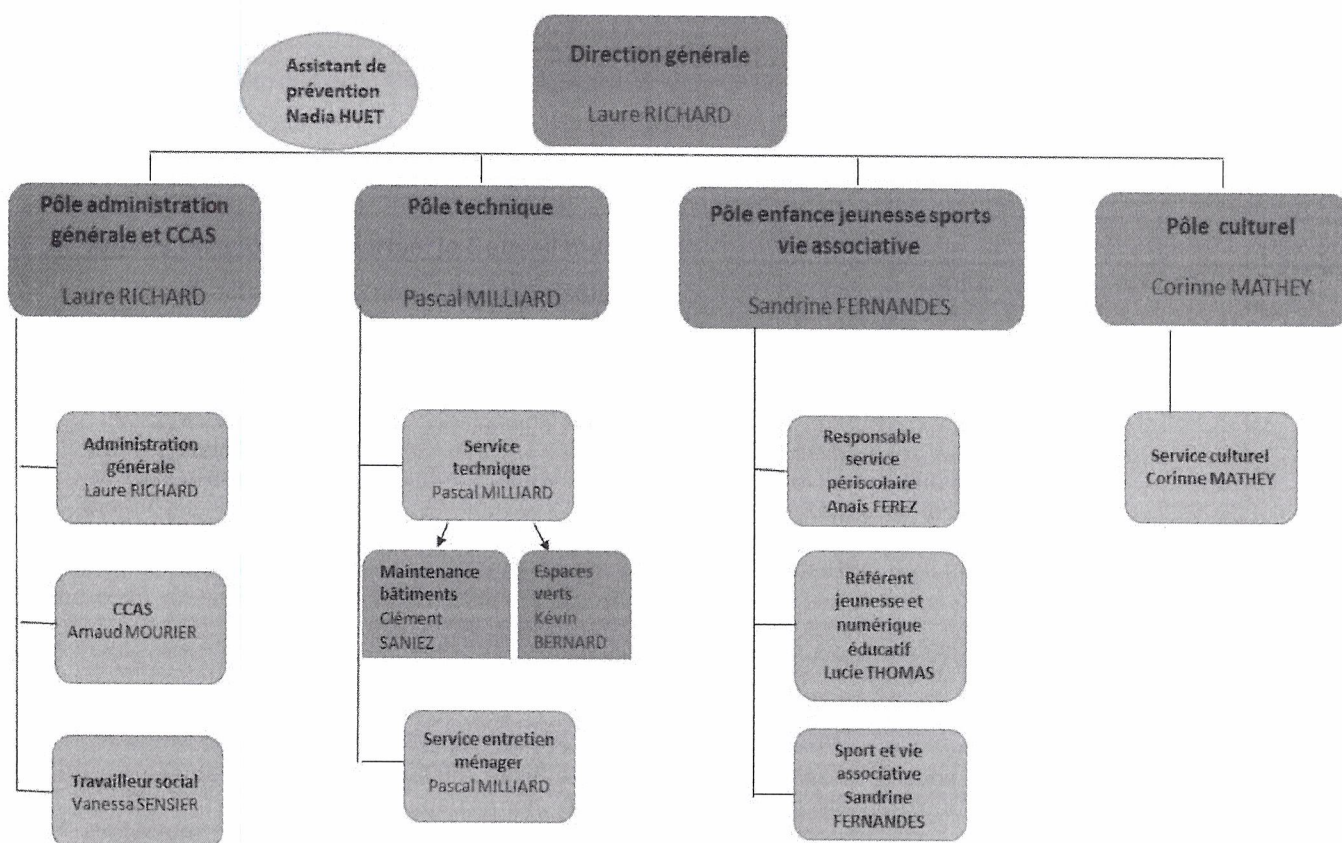 Assistant de
prévention
Nadia HUET
Direction générale
Laure RICHARD
Pôle administration
générale et CCAS
Laure RICHARD
Pôle technique
Pascal MILLIARD
Pôle enfance jeunesse sports
vie associative
Sandrine FERNANDES
Pôle culturel
Corinne MATHEY
Administration
générale
Laure RICHARD
CCAS
Arnaud MOURIER
Travailleur social
Vanessa SENSIER
Service
technique
Pascal MILLIARD
Maintenance
bâtiments
Clément
SANIEZ
Espaces
verts
Kévin
BERNARD
Service entretien
ménager
Pascal MILLIARD
Responsable
service
périscolaire
Anaïs FEREZ
Référent
jeunesse et
numérique
éducatif
Lucie THOMAS
Sport et vie
associative
Sandrine
FERNANDES
Service culturel
Corinne MATHEY